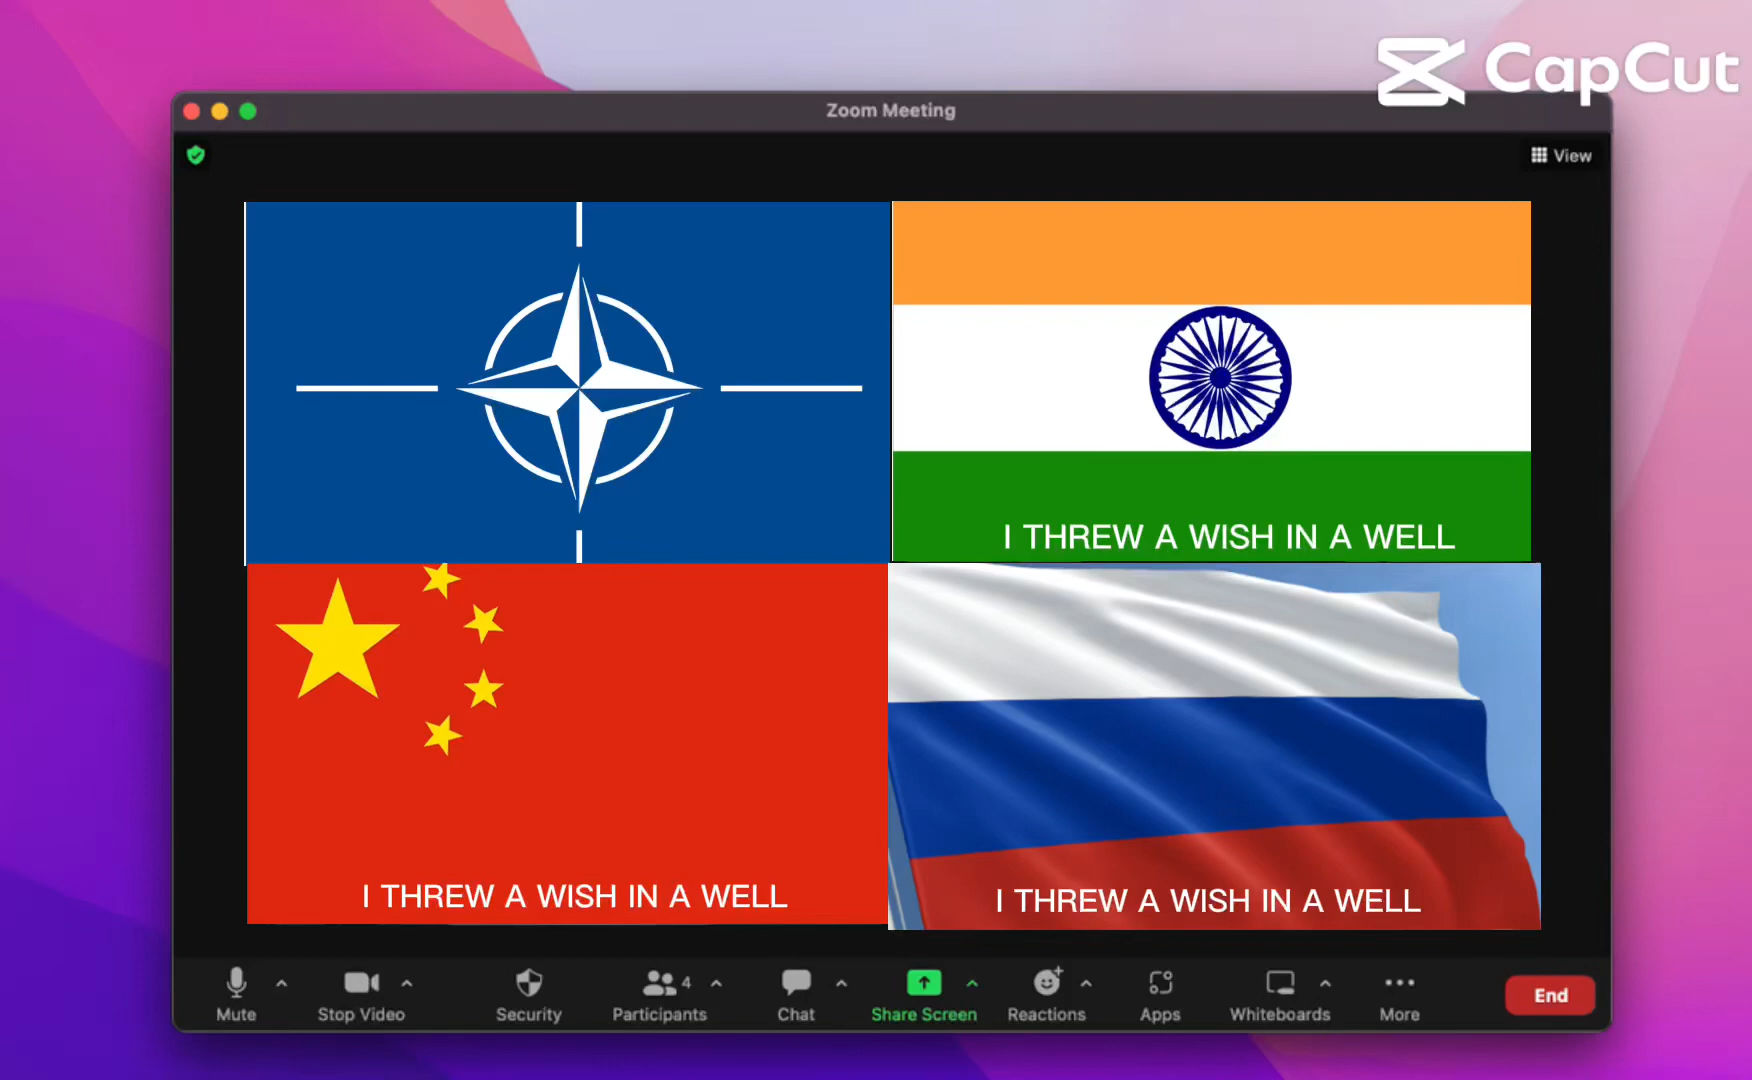 CapCut
Zoom Meeting
View
I THREW A WISH IN A WELL
I THREW A WISH IN A WELL
I THREW A WISH IN A WELL
4
Mute
Stop Video
Security
Participants
Chat
Share Screen
Reactions
Apps
Whiteboards
More
End